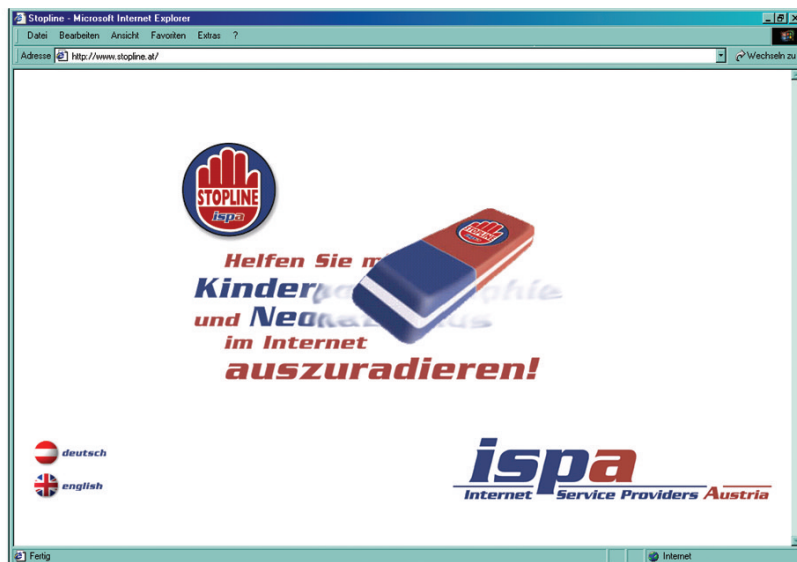 Stopline - Microsoft Internet Explorer
Datei Bearbeiten Ansicht Favoriten Extras ?
Adresse http://www.stopline.at/ Wechseln zu
STOPLINE
ispa
STOPLINE
Helfen Sie
Kinder
und
im Internet
auszuradieren!
deutsch
english
ispa
Internet Service Providers Austria
Fertig Internet